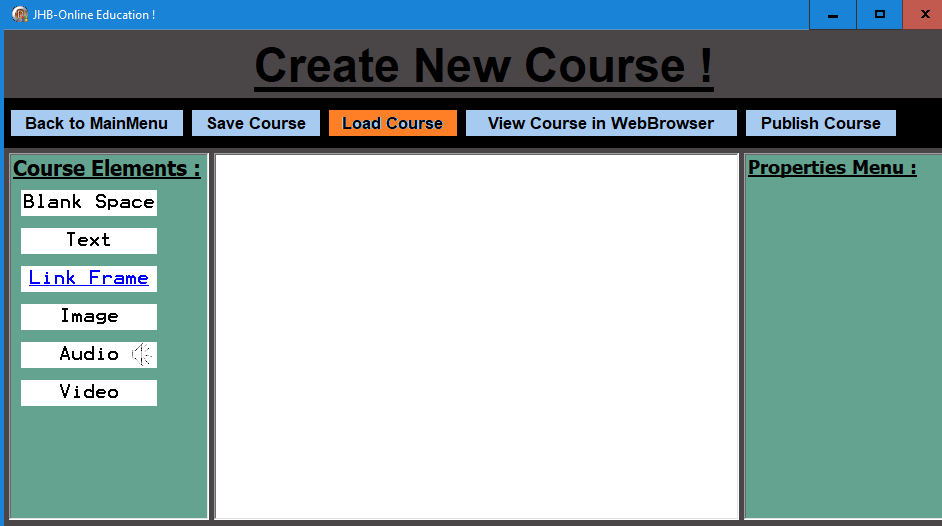 JHB-Online Education !
Create New Course !
Back to MainMenu Save Course Load Course View Course in WebBrowser Publish Course
Course Elements :
Blank Space
Text
Link Frame
Image
Audio
Video
Properties Menu :